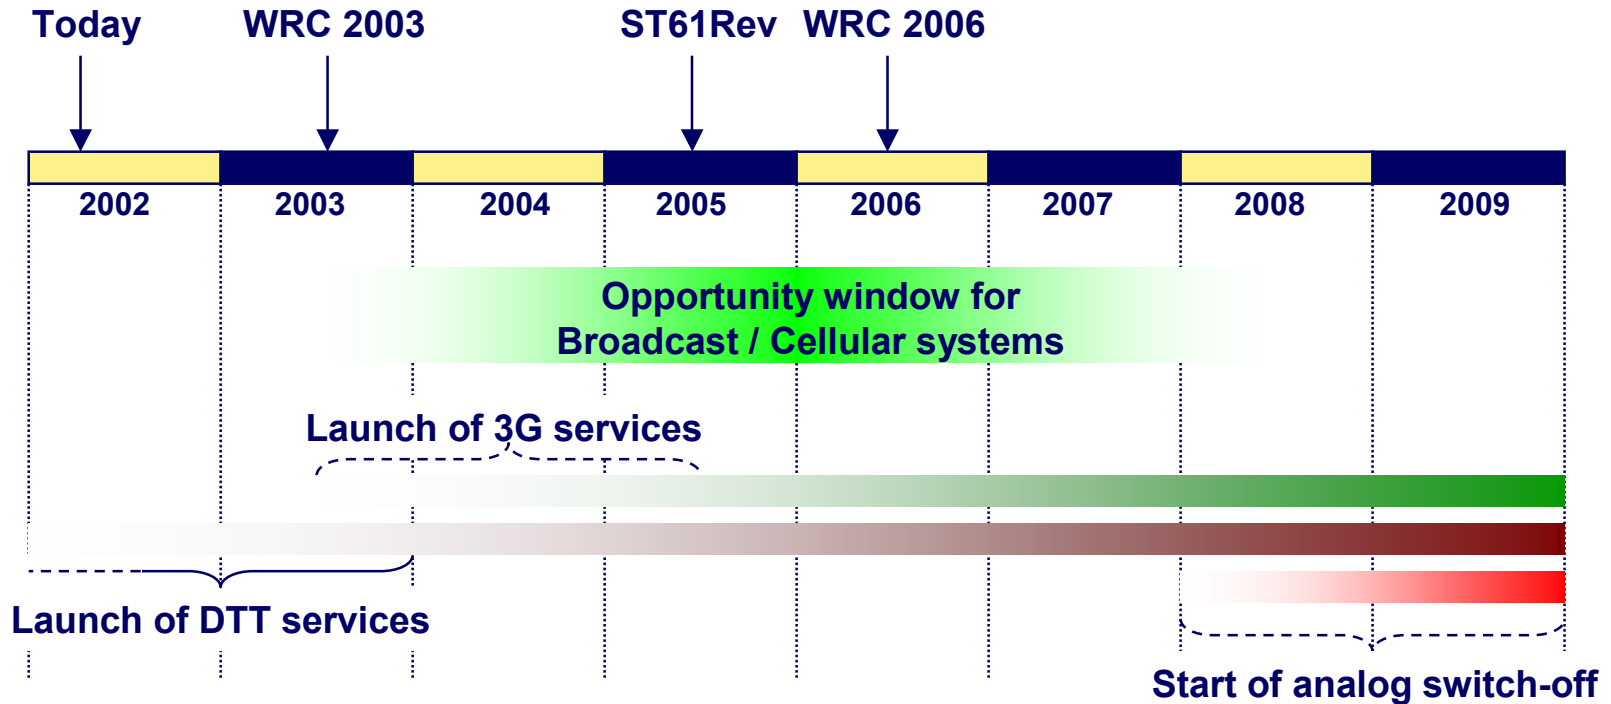 Today
WRC 2003
ST61Rev
WRC 2006
2002
2003
2004
2005
2006
2007
2008
2009
Opportunity window for
Broadcast / Cellular systems
Launch of 3G services
Launch of DTT services
Start of analog switch-off